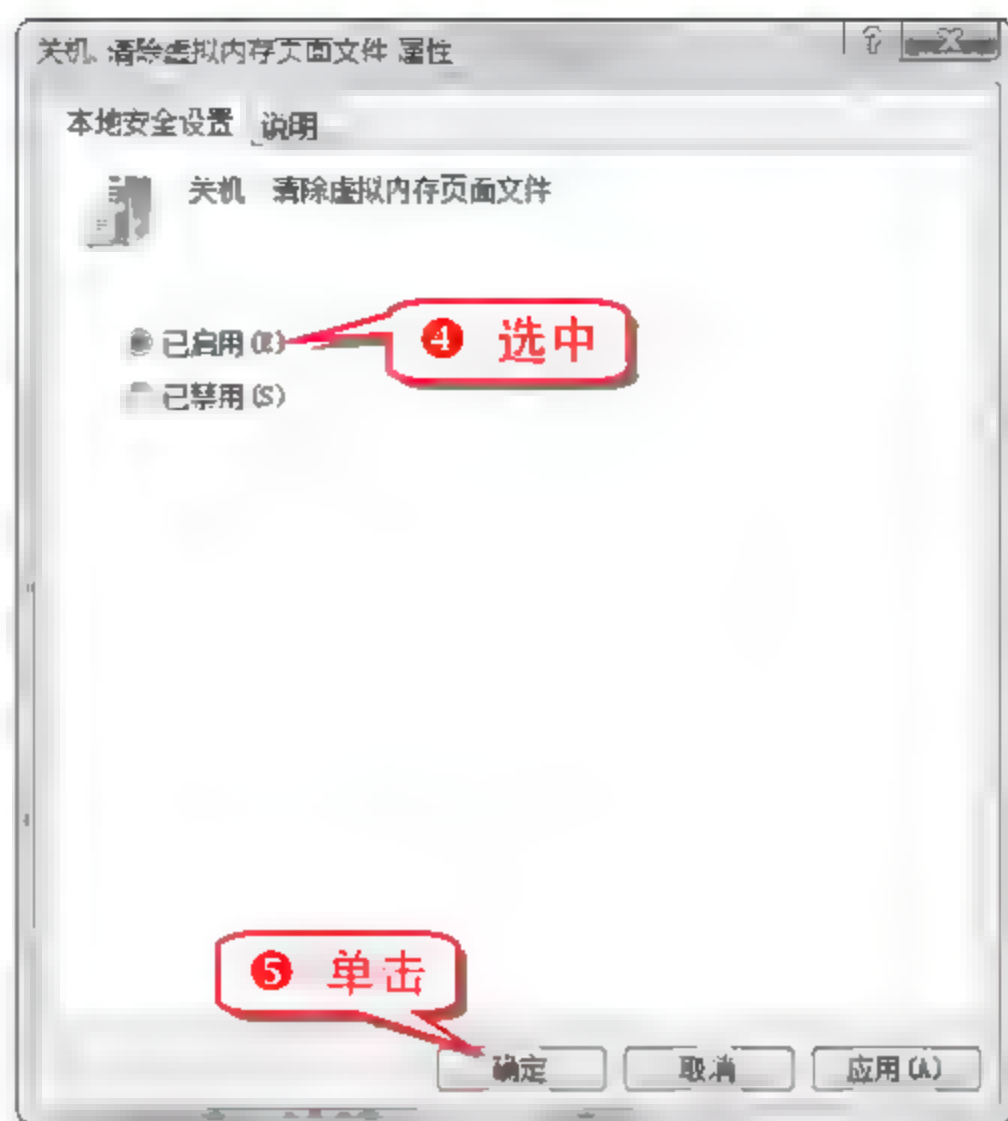 关机: 清除虚拟内存页面文件 属性
本地安全设置 说明
关机: 清除虚拟内存页面文件
已启用(E)
❹ 选中
已禁用(S)
❺ 单击
确定 取消 应用(A)